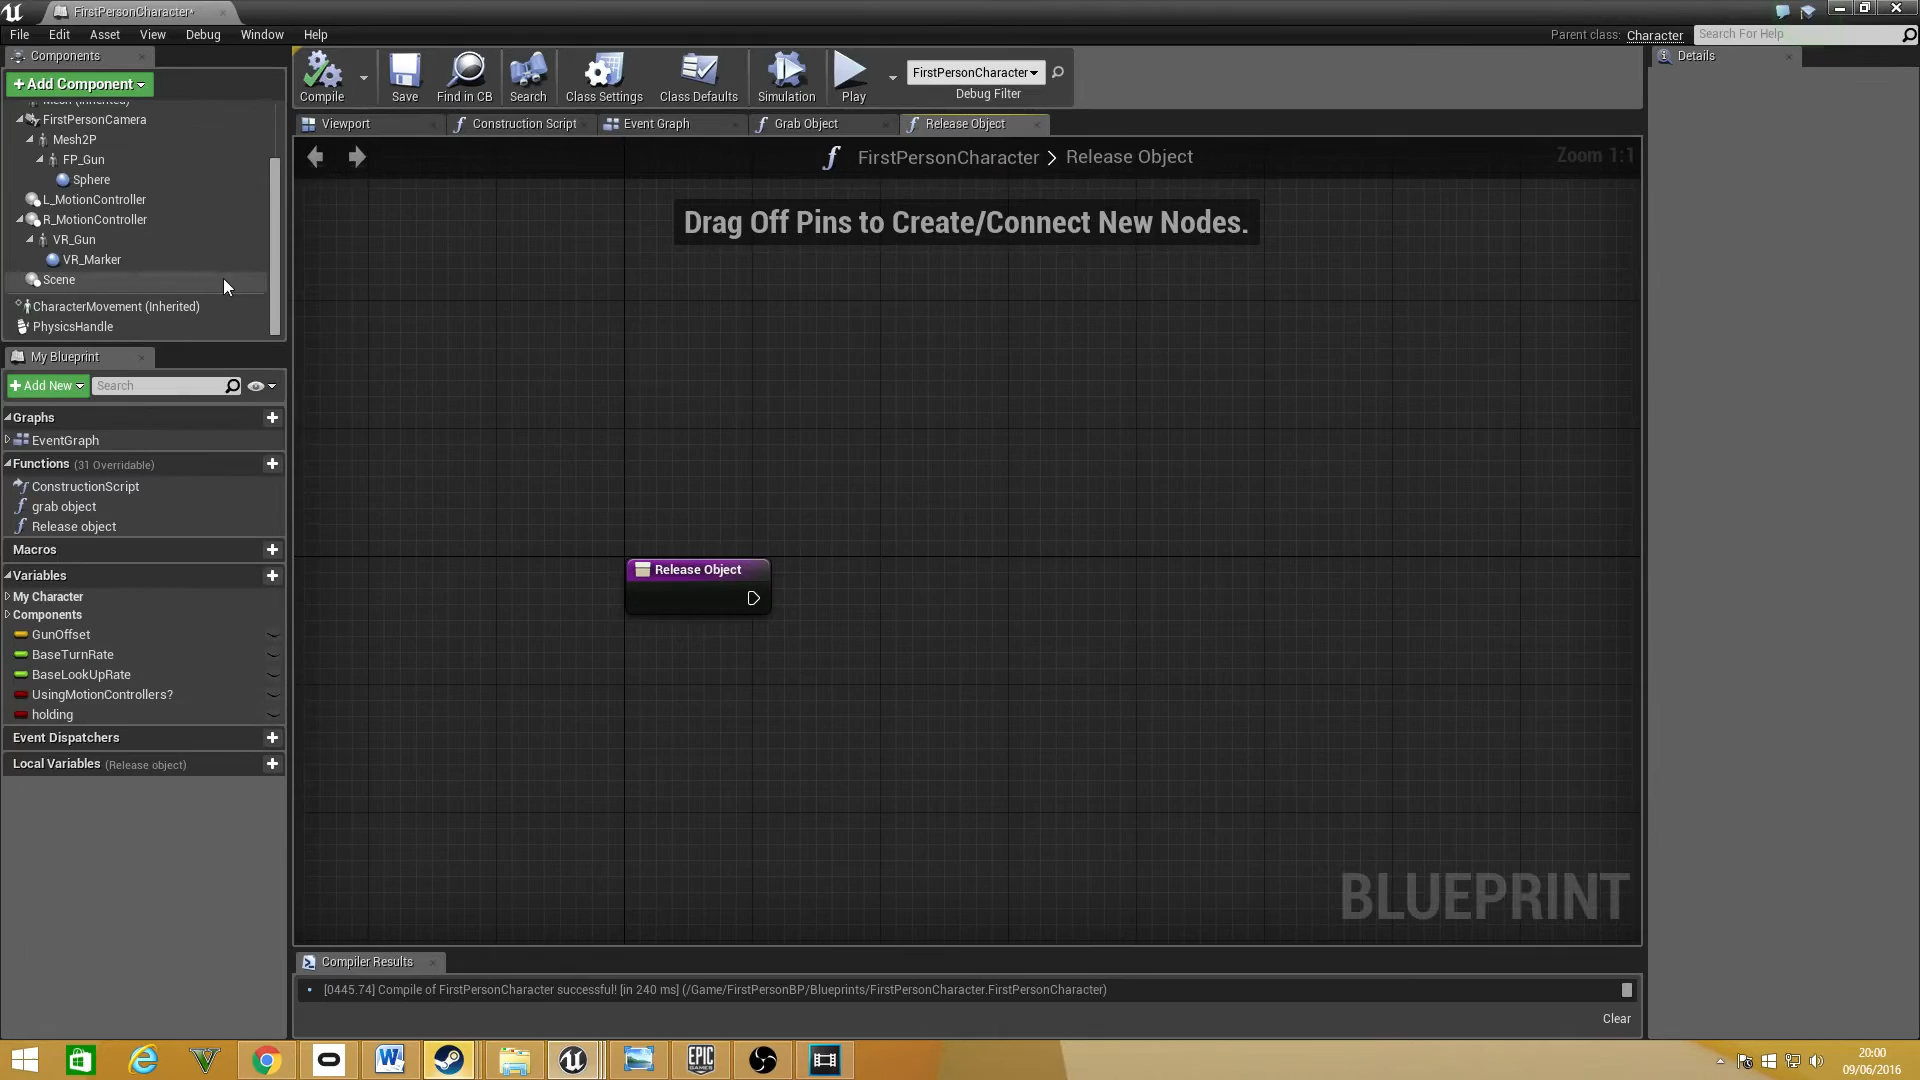 FirstPersonCharacter*
File Edit Asset View Debug Window Help
Parent class: Character Search For Help
Components
Details
+Add Component
Compile Save Find in CB Search Class Settings Class Defaults Simulation Play
FirstPersonCharacter
Debug Filter
Mesh (Inherited)
FirstPersonCamera
Mesh2P
FP_Gun
Sphere
L_MotionController
R_MotionController
VR_Gun
VR_Marker
Scene
CharacterMovement (Inherited)
PhysicsHandle
Viewport Construction Script Event Graph Grab Object Release Object
FirstPersonCharacter > Release Object
Zoom 1:1
Drag Off Pins to Create/Connect New Nodes.
My Blueprint
+Add New Search
Graphs
EventGraph
Functions (31 Overridable)
ConstructionScript
grab object
Release object
Macros
Variables
My Character
Components
GunOffset
BaseTurnRate
BaseLookUpRate
UsingMotionControllers?
holding
Event Dispatchers
Local Variables (Release object)
Release Object
BLUEPRINT
Compiler Results
[0445.74] Compile of FirstPersonCharacter successful! [in 240 ms] (/Game/FirstPersonBP/Blueprints/FirstPersonCharacter.FirstPersonCharacter)
Clear
EPIC
GAMES
20:00
09/06/2016